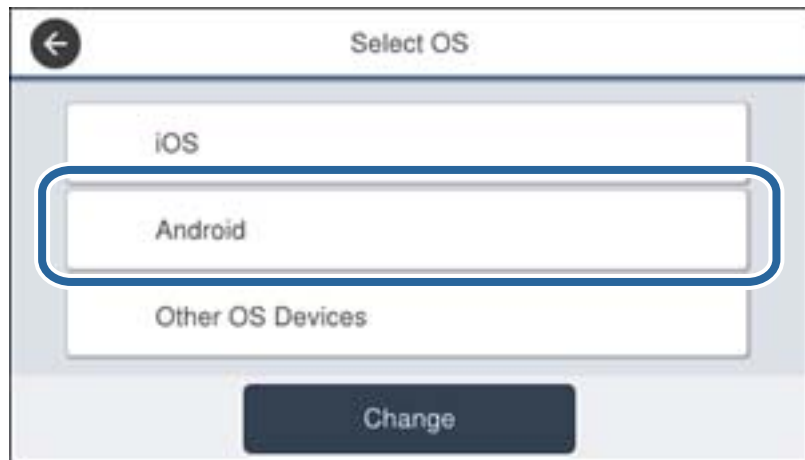 Select OS
iOS
Android
Other OS Devices
Change